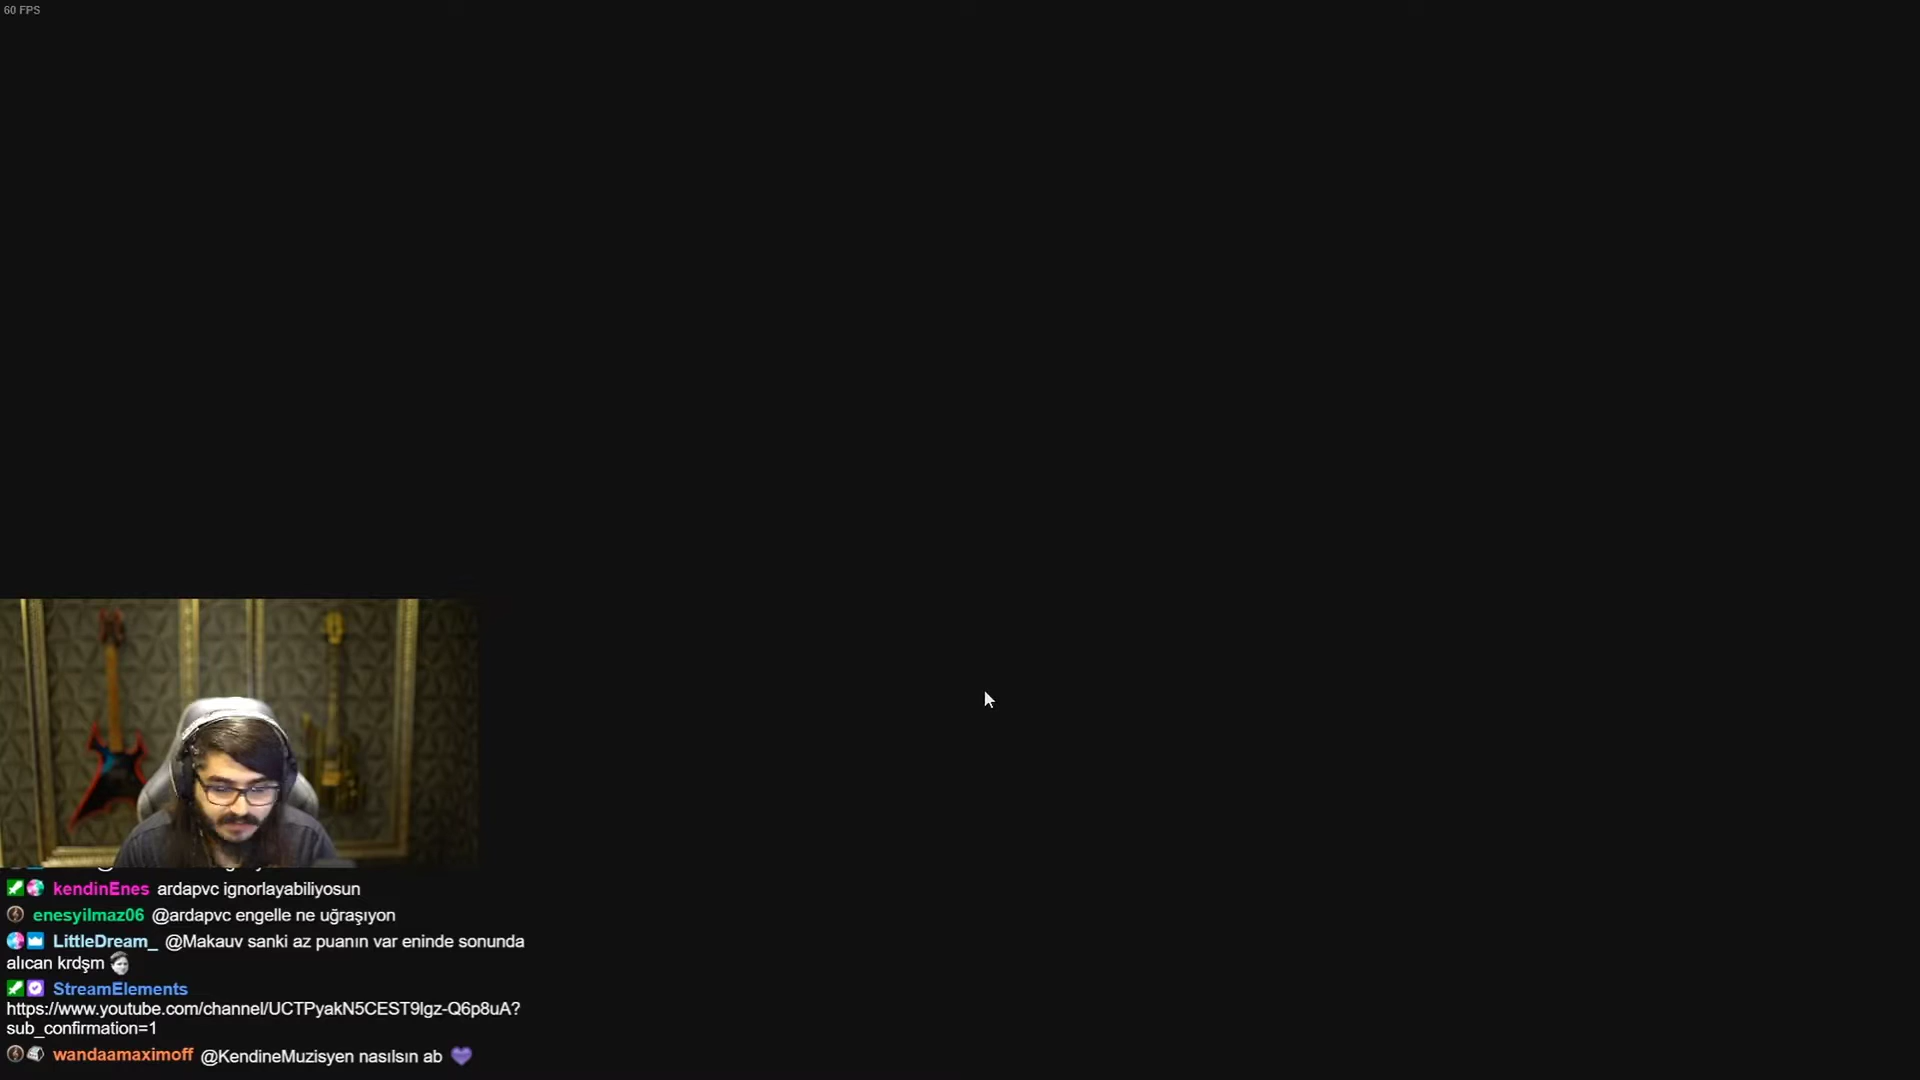 60 FPS
kendinEnes ardapvc ignorlayabiliyosun
enesyilmaz06 @ardapvc engelle ne uğraşıyon
LittleDream_ @Makauv sanki az puanın var eninde sonunda
alıcan krdşm
StreamElements
https://www.youtube.com/channel/UCTPyakN5CEST9lgz-Q6p8uA?
sub_confirmation=1
wandaamaximoff @KendineMuzisyen nasılsın ab